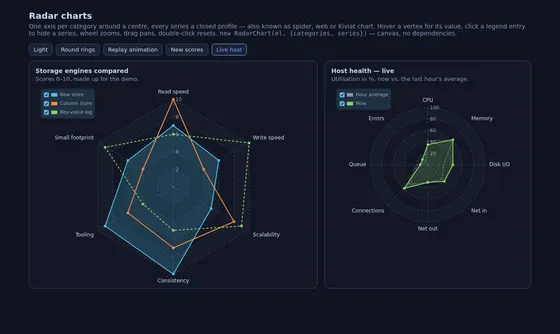 Radar charts
One axis per category around a centre, every series a closed profile — also known as spider, web or Kiviat chart. Hover a vertex for its value, click a legend entry
to hide a series, wheel zooms, drag pans, double-click resets. new RadarChart(el, {categories, series}) — canvas, no dependencies.
Light
Round rings
Replay animation
New scores
Live host
Storage engines compared
Scores 0–10, made up for the demo.
Row store
Column store
Key-value log
Read speed
Write speed
Scalability
Consistency
Tooling
Small footprint
10
8
6
4
2
Host health — live
Utilisation in %, now vs. the last hour's average.
Hour average
Now
CPU
Memory
Disk I/O
Net in
Net out
Connections
Queue
Errors
100
80
60
40
20